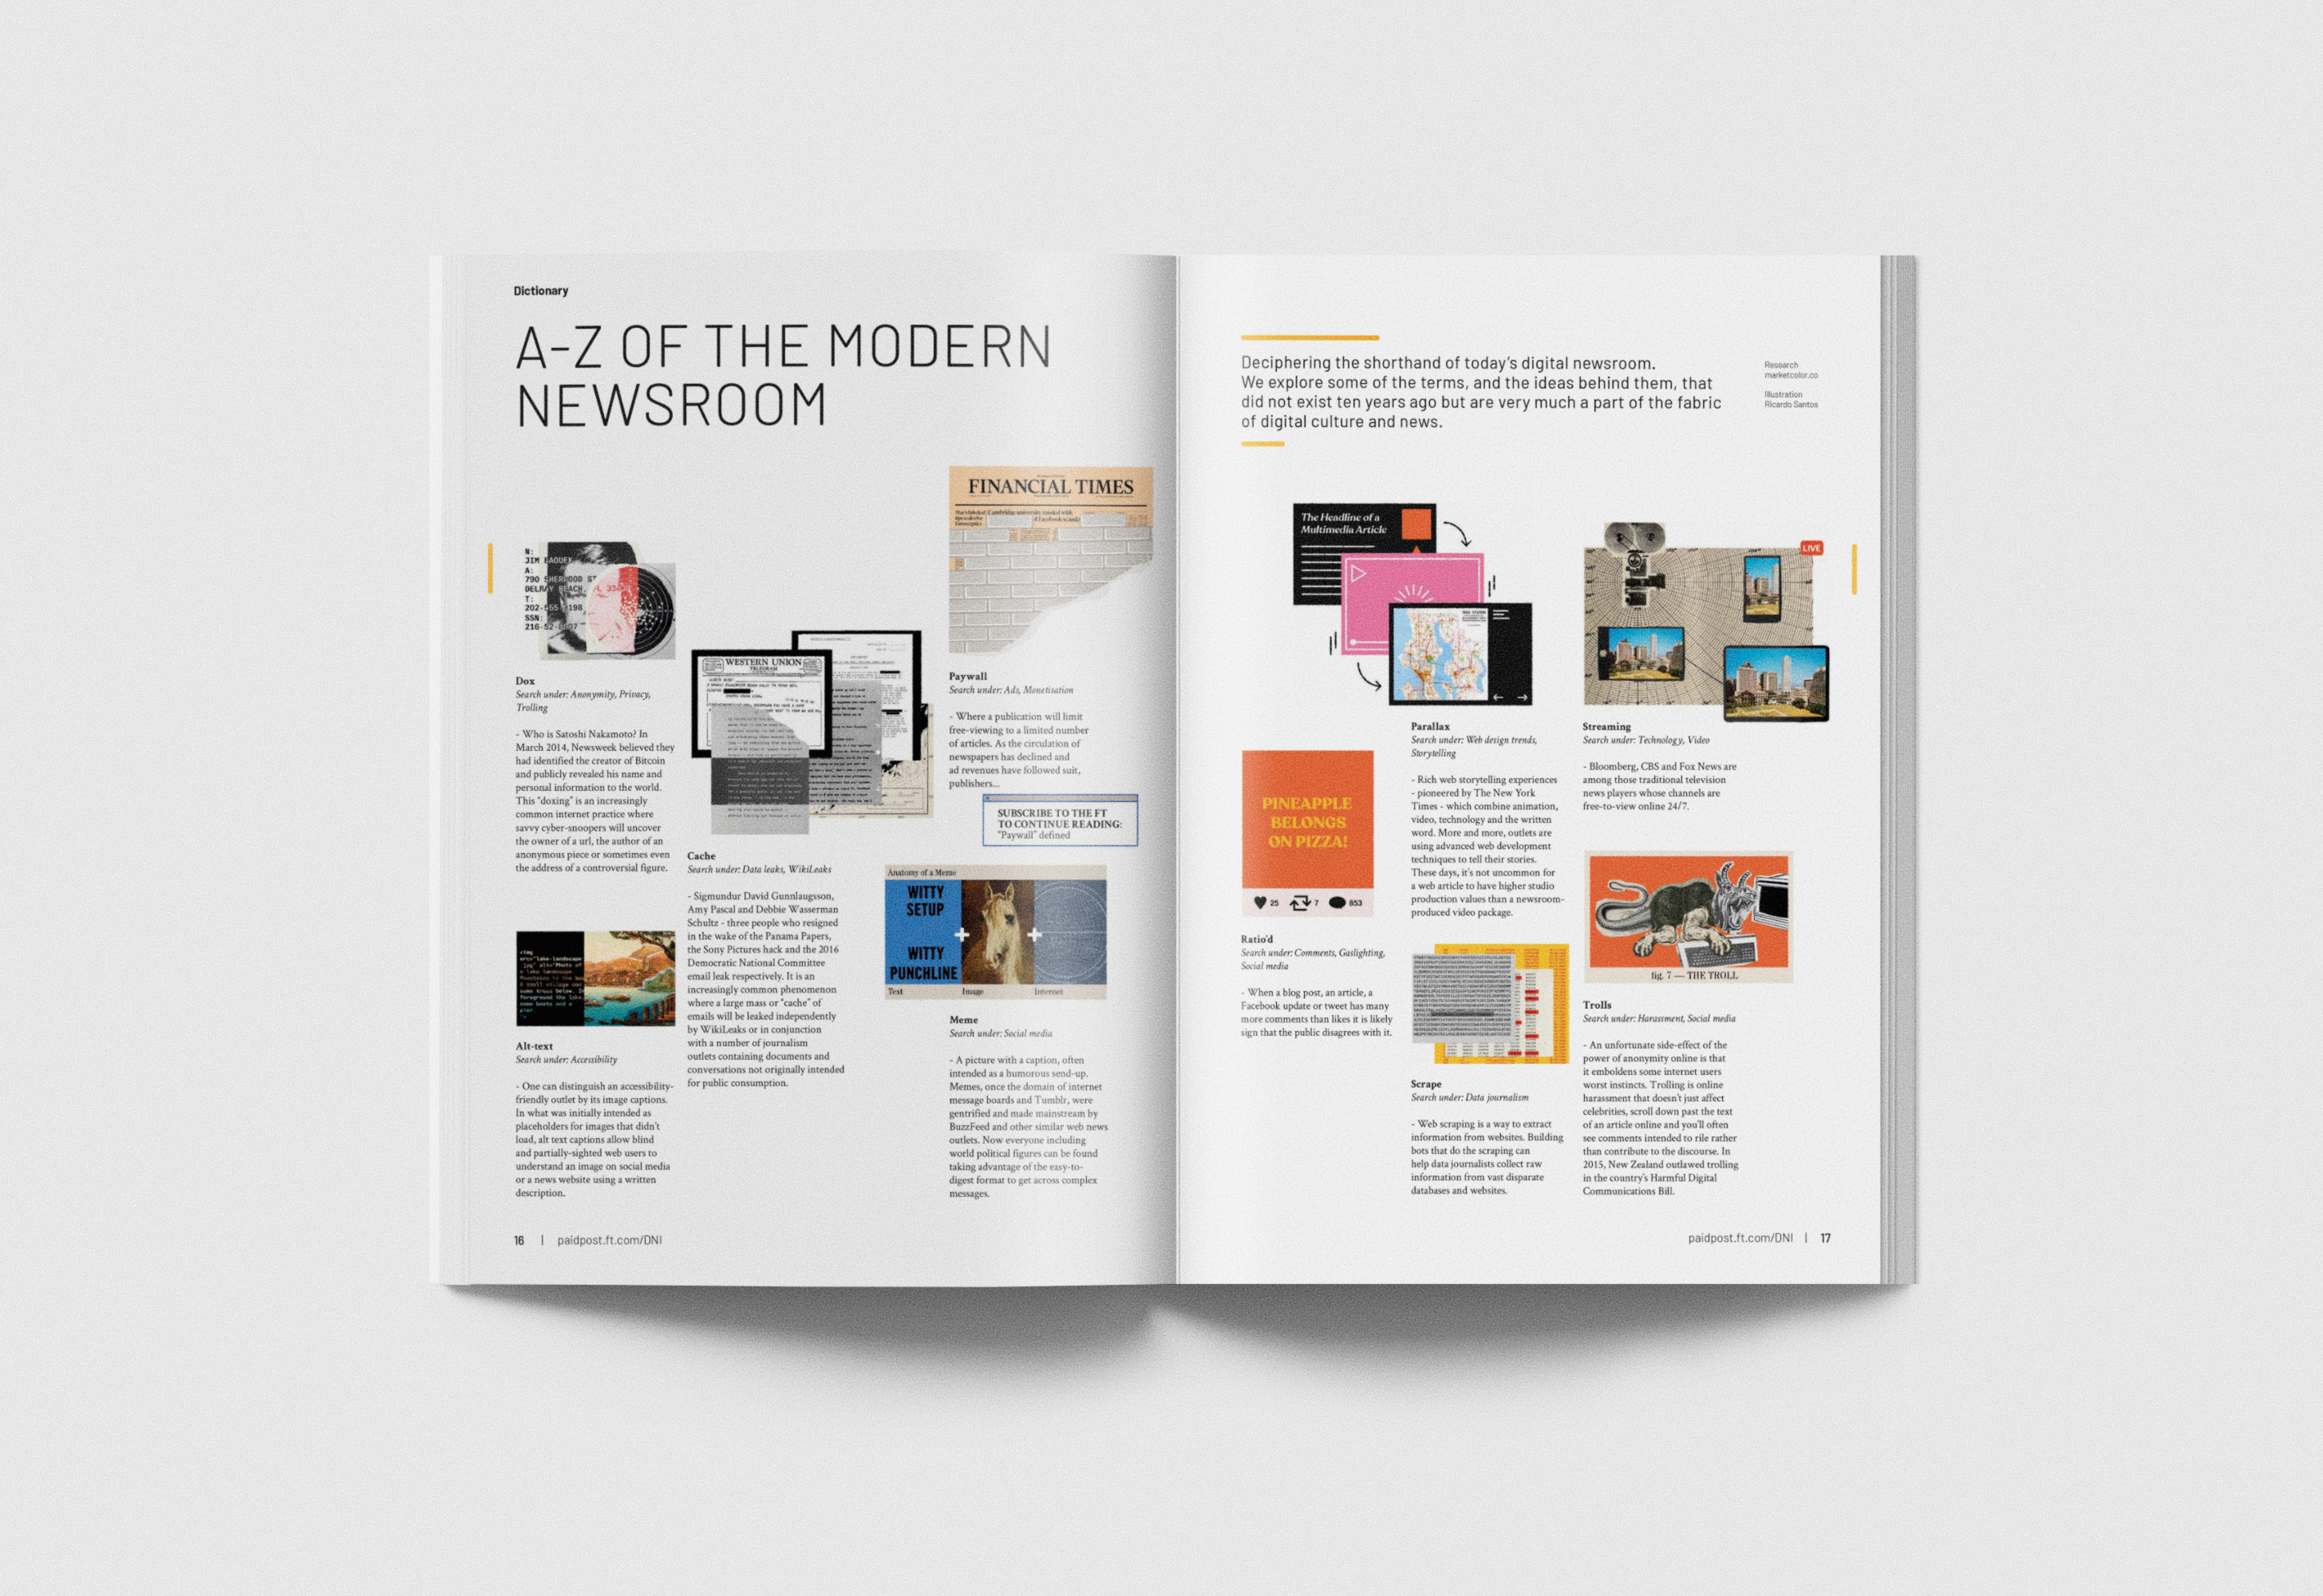 Dictionary
A-Z OF THE MODERN
NEWSROOM
N:
JIM
A:
790 SHERWOOD ST
DELRAY BEACH,
T:
SSN:
Dox
Search under: Anonymity, Privacy,
Trolling
- Who is Satoshi Nakamoto? In
March 2014, Newsweek believed they
had identified the creator of Bitcoin
and publicly revealed his name and
personal information to the world.
This "doxing" is an increasingly
common internet practice where
savvy cyber-snoopers will uncover
the owner of a url, the author of an
anonymous piece or sometimes even
the address of a controversial figure.
<img
src="lake-landscape
.jpg" alt="Photo of
a lake landscape.
Mountains in the
A small village and
some trees below. In
foreground the lake,
some boats and a
pier.
Alt-text
Search under: Accessibility
- One can distinguish an accessibility-
friendly outlet by its image captions.
In what was initially intended as
placeholders for images that didn't
load, alt text captions allow blind
and partially-sighted web users to
understand an image on social media
or a news website using a written
description.
WESTERN UNION
TELEGRAM
Cache
Search under: Data leaks, WikiLeaks
- Sigmundur David Gunnlaugsson,
Amy Pascal and Debbie Wasserman
Schultz - three people who resigned
in the wake of the Panama Papers,
the Sony Pictures hack and the 2016
Democratic National Committee
email leak respectively. It is an
increasingly common phenomenon
where a large mass or "cache" of
emails will be leaked independently
by WikiLeaks or in conjunction
with a number of journalism
outlets containing documents and
conversations not originally intended
for public consumption.
FINANCIAL TIMES
Paywall
Search under: Ads, Monetisation
- Where a publication will limit
free-viewing to a limited number
of articles. As the circulation of
newspapers has declined and
ad revenues have followed suit,
publishers...
SUBSCRIBE TO THE FT
TO CONTINUE READING:
"Paywall" defined
Anatomy of a Meme
WITTY
SETUP
WITTY
PUNCHLINE
Text Image Internet
Meme
Search under: Social media
- A picture with a caption, often
intended as a humorous send-up.
Memes, once the domain of internet
message boards and Tumblr, were
gentrified and made mainstream by
BuzzFeed and other similar web news
outlets. Now everyone including
world political figures can be found
taking advantage of the easy-to-
digest format to get across complex
messages.
16 | paidpost.ft.com/DNI
Deciphering the shorthand of today's digital newsroom.
We explore some of the terms, and the ideas behind them, that
did not exist ten years ago but are very much a part of the fabric
of digital culture and news.
Research
marketcolor.co
Illustration
Ricardo Santos
PINEAPPLE
BELONGS
ON PIZZA!
25 7 853
Ratio'd
Search under: Comments, Gaslighting,
Social media
- When a blog post, an article, a
Facebook update or tweet has many
more comments than likes it is likely
sign that the public disagrees with it.
The Headline of a
Multimedia Article
Parallax
Search under: Web design trends,
Storytelling
- Rich web storytelling experiences
- pioneered by The New York
Times - which combine animation,
video, technology and the written
word. More and more, outlets are
using advanced web development
techniques to tell their stories.
These days, it's not uncommon for
a web article to have higher studio
production values than a newsroom-
produced video package.
Scrape
Search under: Data journalism
- Web scraping is a way to extract
information from websites. Building
bots that do the scraping can
help data journalists collect raw
information from vast disparate
databases and websites.
LIVE
Streaming
Search under: Technology, Video
- Bloomberg, CBS and Fox News are
among those traditional television
news players whose channels are
free-to-view online 24/7.
fig. 7 — THE TROLL
Trolls
Search under: Harassment, Social media
- An unfortunate side-effect of the
power of anonymity online is that
it emboldens some internet users
worst instincts. Trolling is online
harassment that doesn't just affect
celebrities, scroll down past the text
of an article online and you'll often
see comments intended to rile rather
than contribute to the discourse. In
2015, New Zealand outlawed trolling
in the country's Harmful Digital
Communications Bill.
paidpost.ft.com/DNI | 17